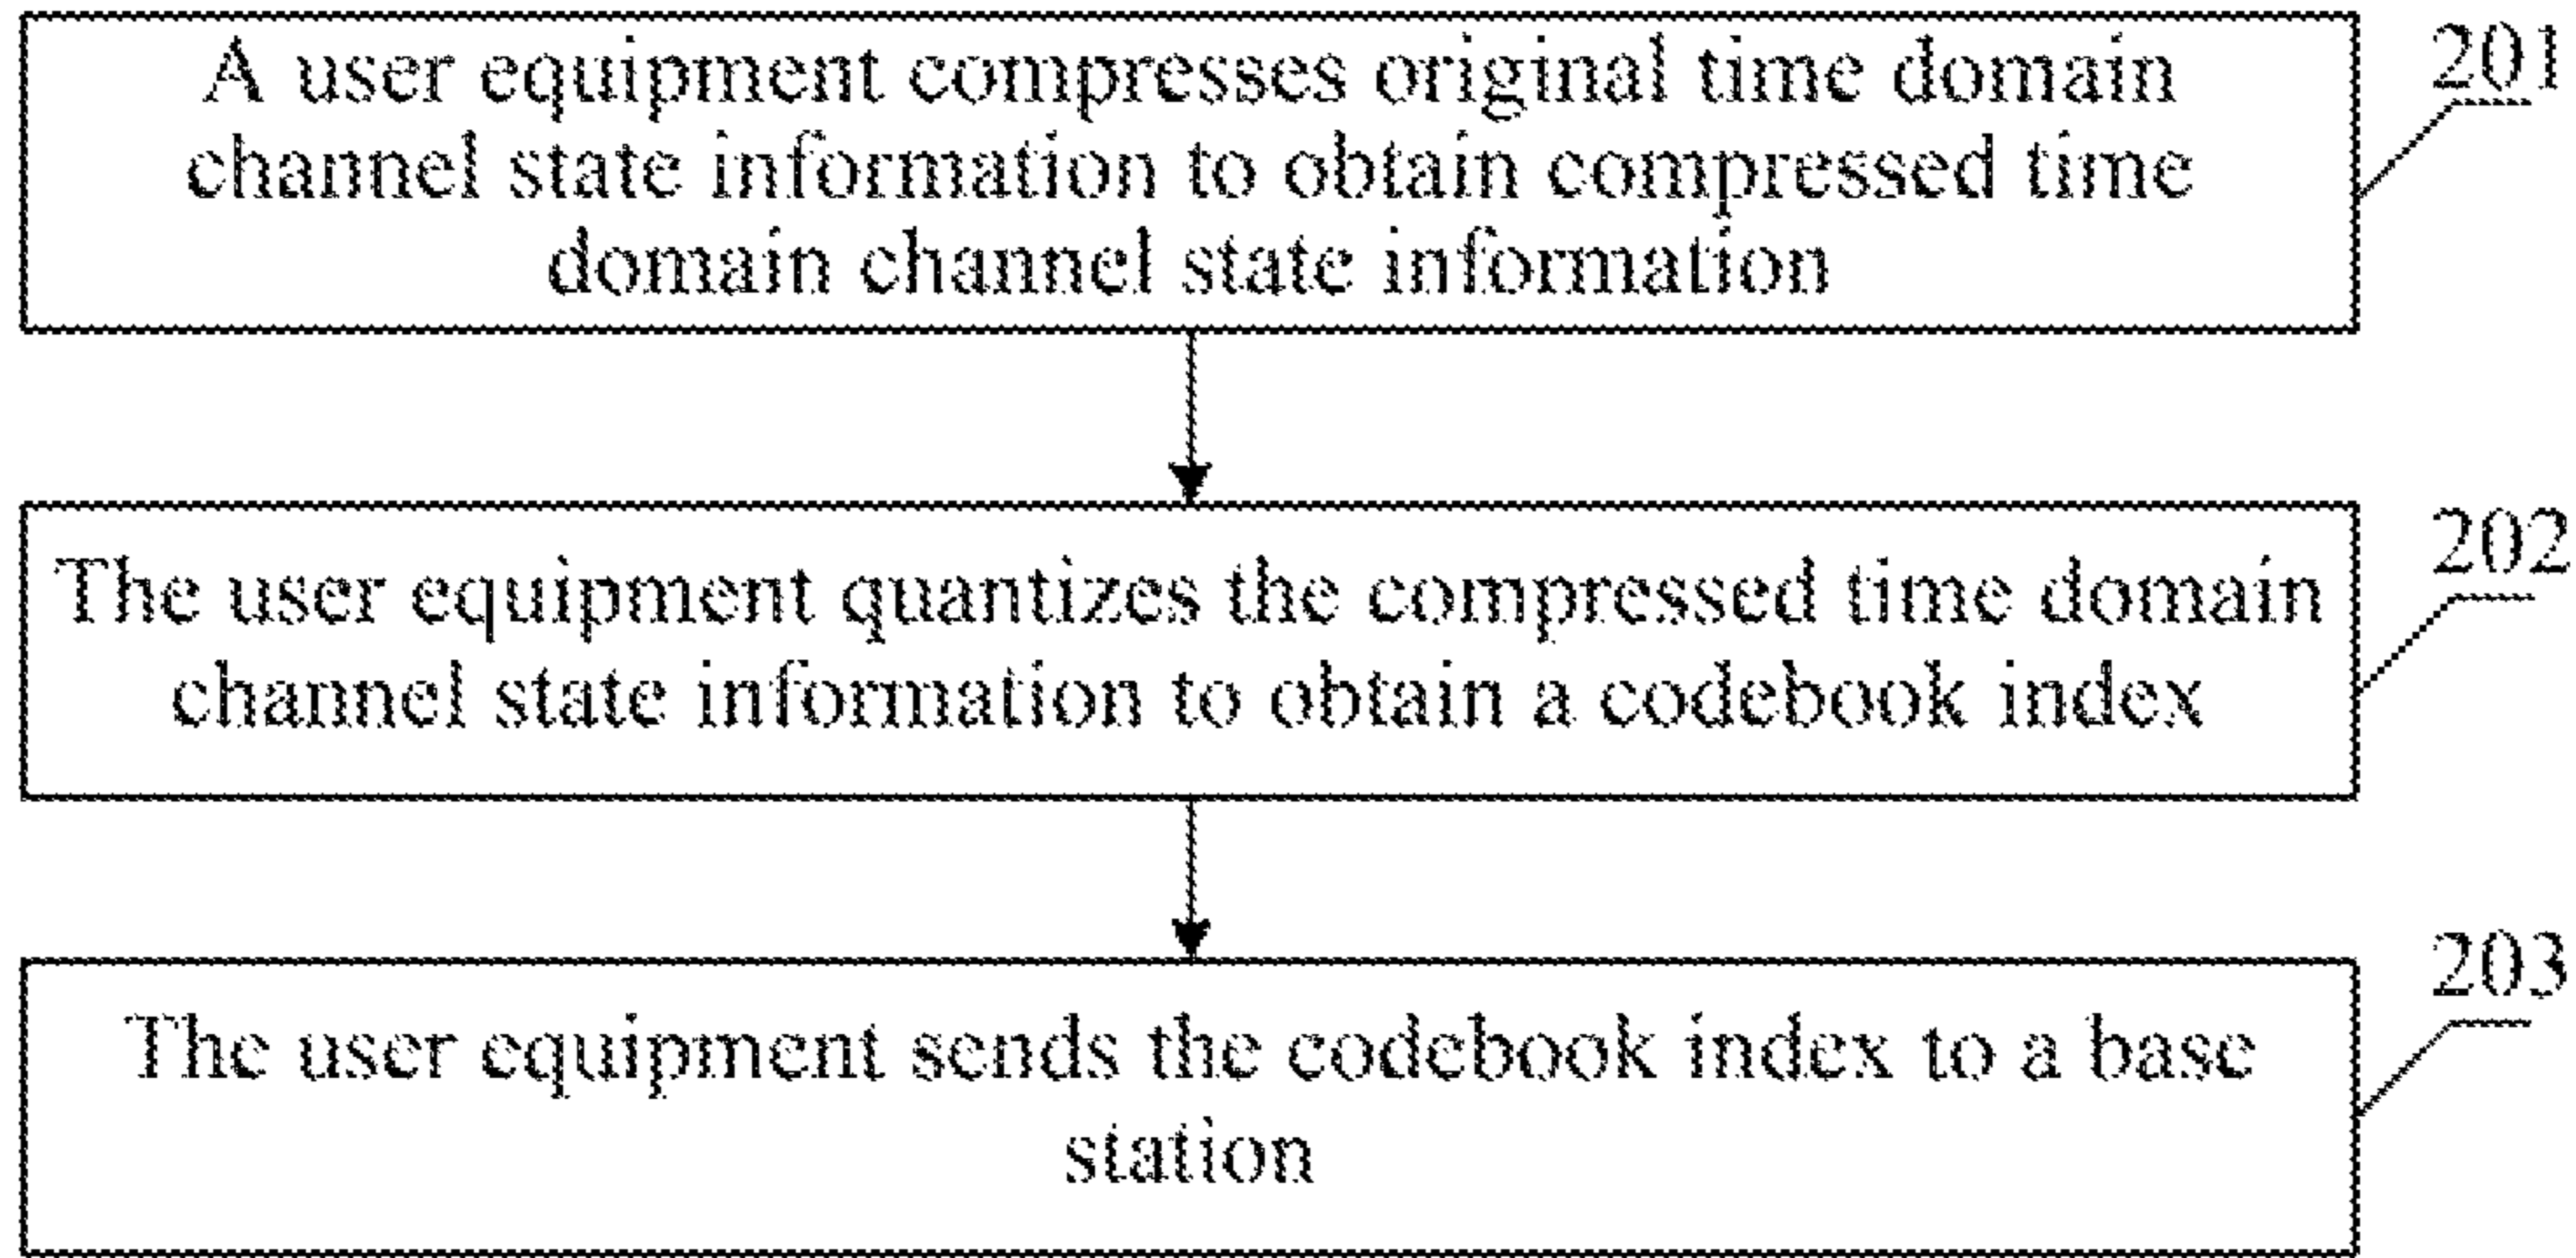 A user equipment compresses original time domain
channel state information to obtain compressed time
domain channel state information
201
The user equipment quantizes the compressed time domain
channel state information to obtain a codebook index
202
The user equipment sends the codebook index to a base
station
203